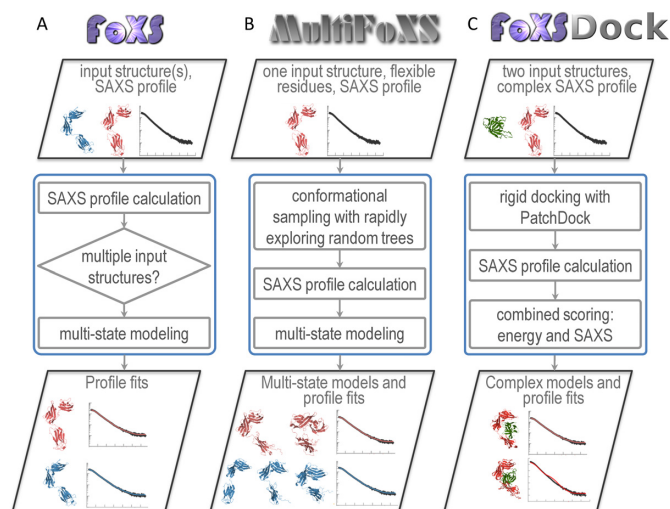 A
FOXS
input structure(s),
SAXS profile
SAXS profile calculation
multiple input
structures?
multi-state modeling
Profile fits
B
MultiFoXS
one input structure, flexible
residues, SAXS profile
conformational
sampling with rapidly
exploring random trees
SAXS profile calculation
multi-state modeling
Multi-state models and
profile fits
C
FOXSDock
two input structures,
complex SAXS profile
rigid docking with
PatchDock
SAXS profile calculation
combined scoring:
energy and SAXS
Complex models and
profile fits